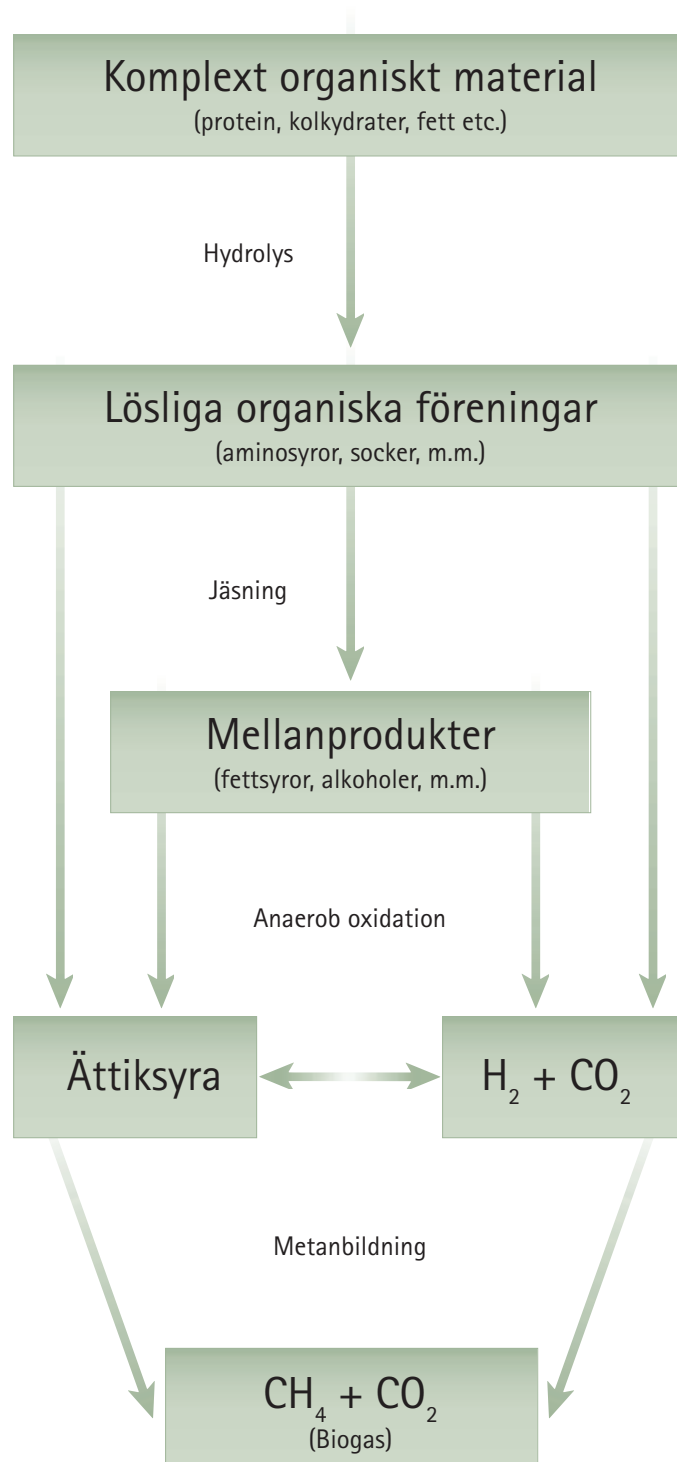 Komplext organiskt material
(protein, kolkydrater, fett etc.)
Hydrolys
Lösliga organiska föreningar
(aminosyror, socker, m.m.)
Jäsning
Mellanprodukter
(fettsyror, alkoholer, m.m.)
Anaerob oxidation
Ättiksyra
H₂ + CO₂
Metanbildning
CH₄ + CO₂
(Biogas)